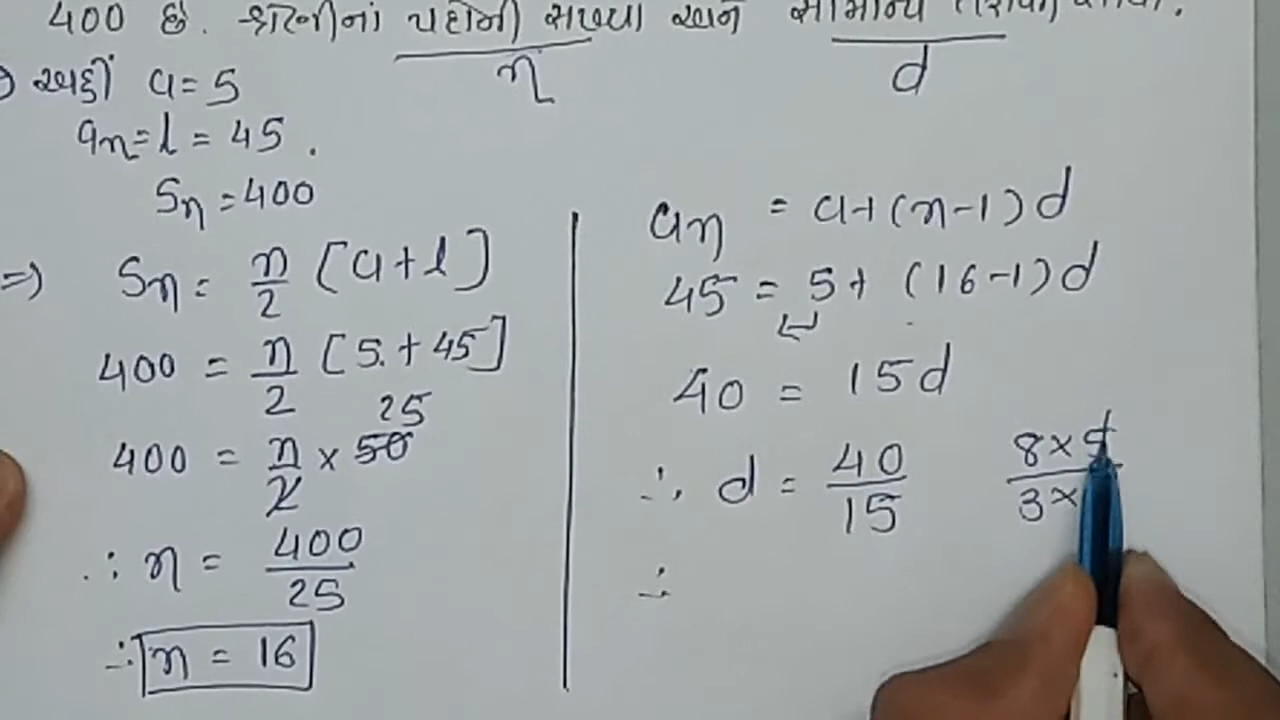 400 છે. શ્રેણીનાં પદોની સંખ્યા અને સામાન્ય
n d
અહીં a = 5
an = l = 45 .
Sn = 400
=> Sn = n/2 [a + l]
400 = n/2 [5 + 45]
25
400 = n/2 × 50
∴ n = 400/25
∴ n = 16
an = a + (n - 1) d
45 = 5 + (16 - 1) d
40 = 15d
∴ d = 40/15 8 × 5/3 ×
∴